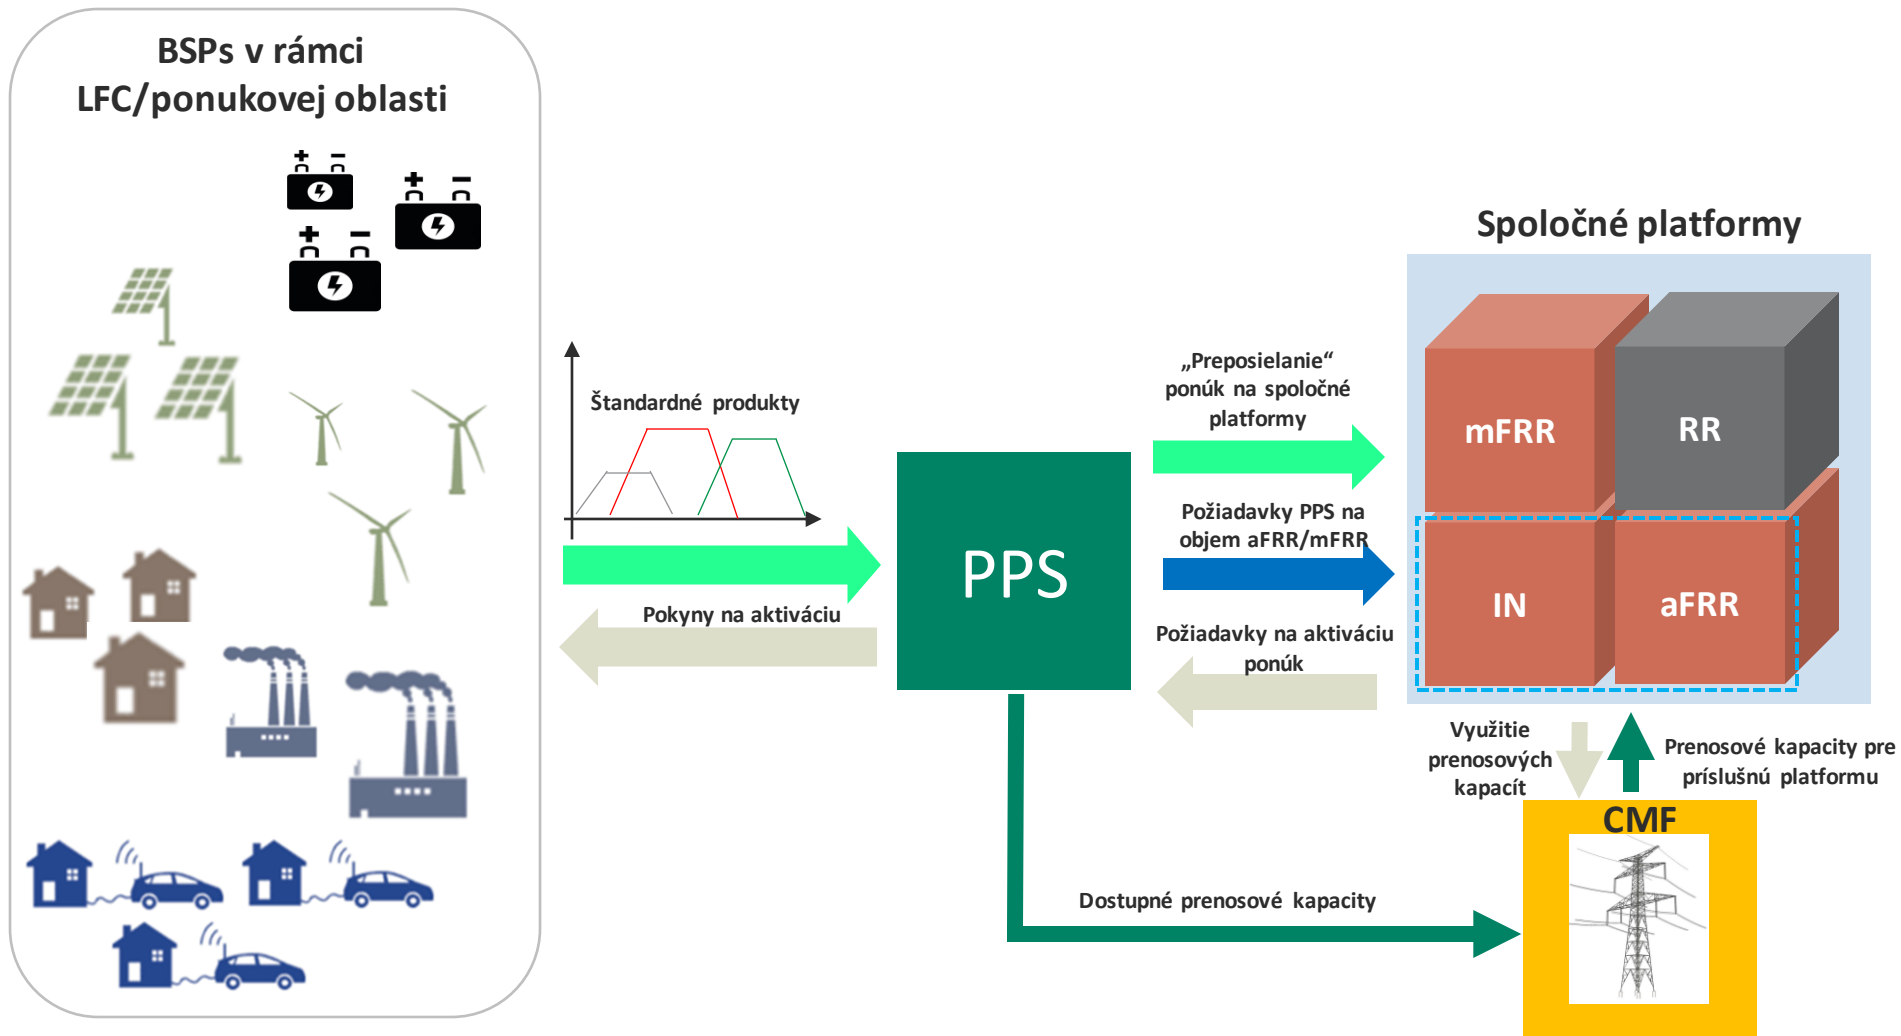 BSPs v rámci
LFC/ponukovej oblasti
Spoločné platformy
Štandardné produkty
„Preposielanie“
ponúk na spoločné
platformy
mFRR
RR
Požiadavky PPS na
objem aFRR/mFRR
PPS
IN
aFRR
Pokyny na aktiváciu
Požiadavky na aktiváciu
ponúk
Využitie
prenosových
kapacít
Prenosové kapacity pre
príslušnú platformu
CMF
Dostupné prenosové kapacity